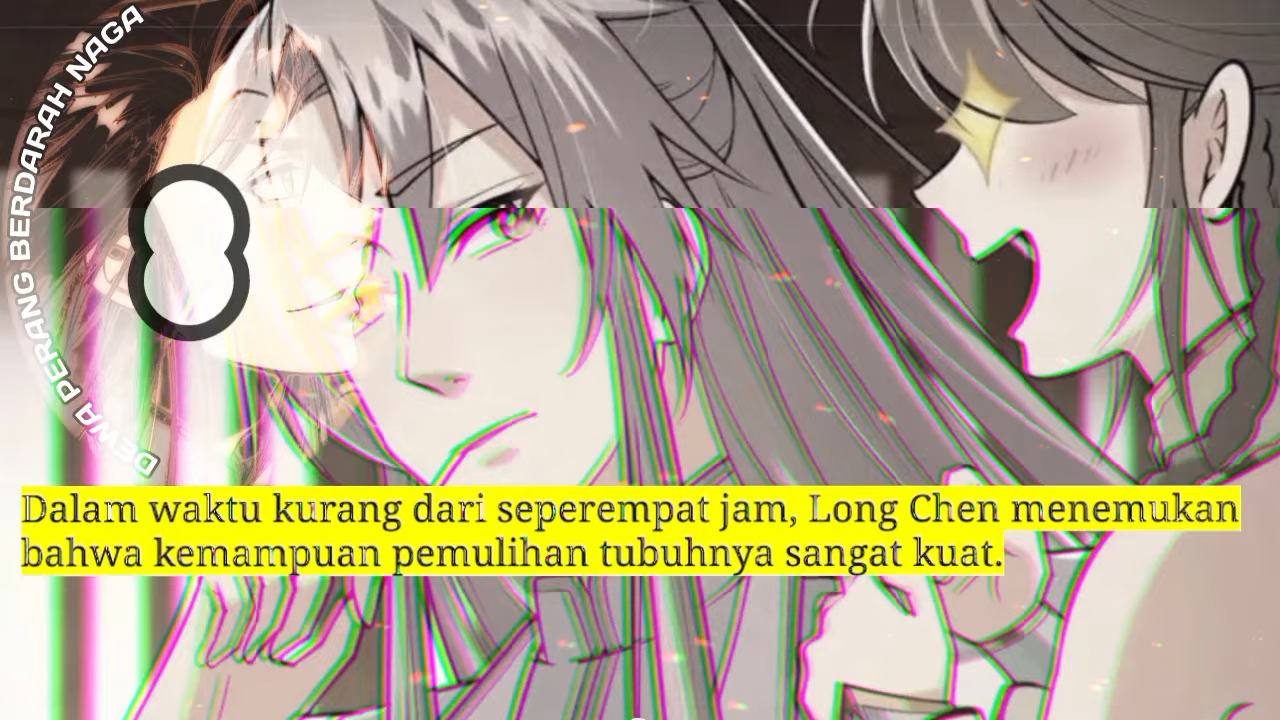 DEWA PERANG BERDARAH NAGA
8
Dalam waktu kurang dari seperempat jam, Long Chen menemukan
bahwa kemampuan pemulihan tubuhnya sangat kuat.